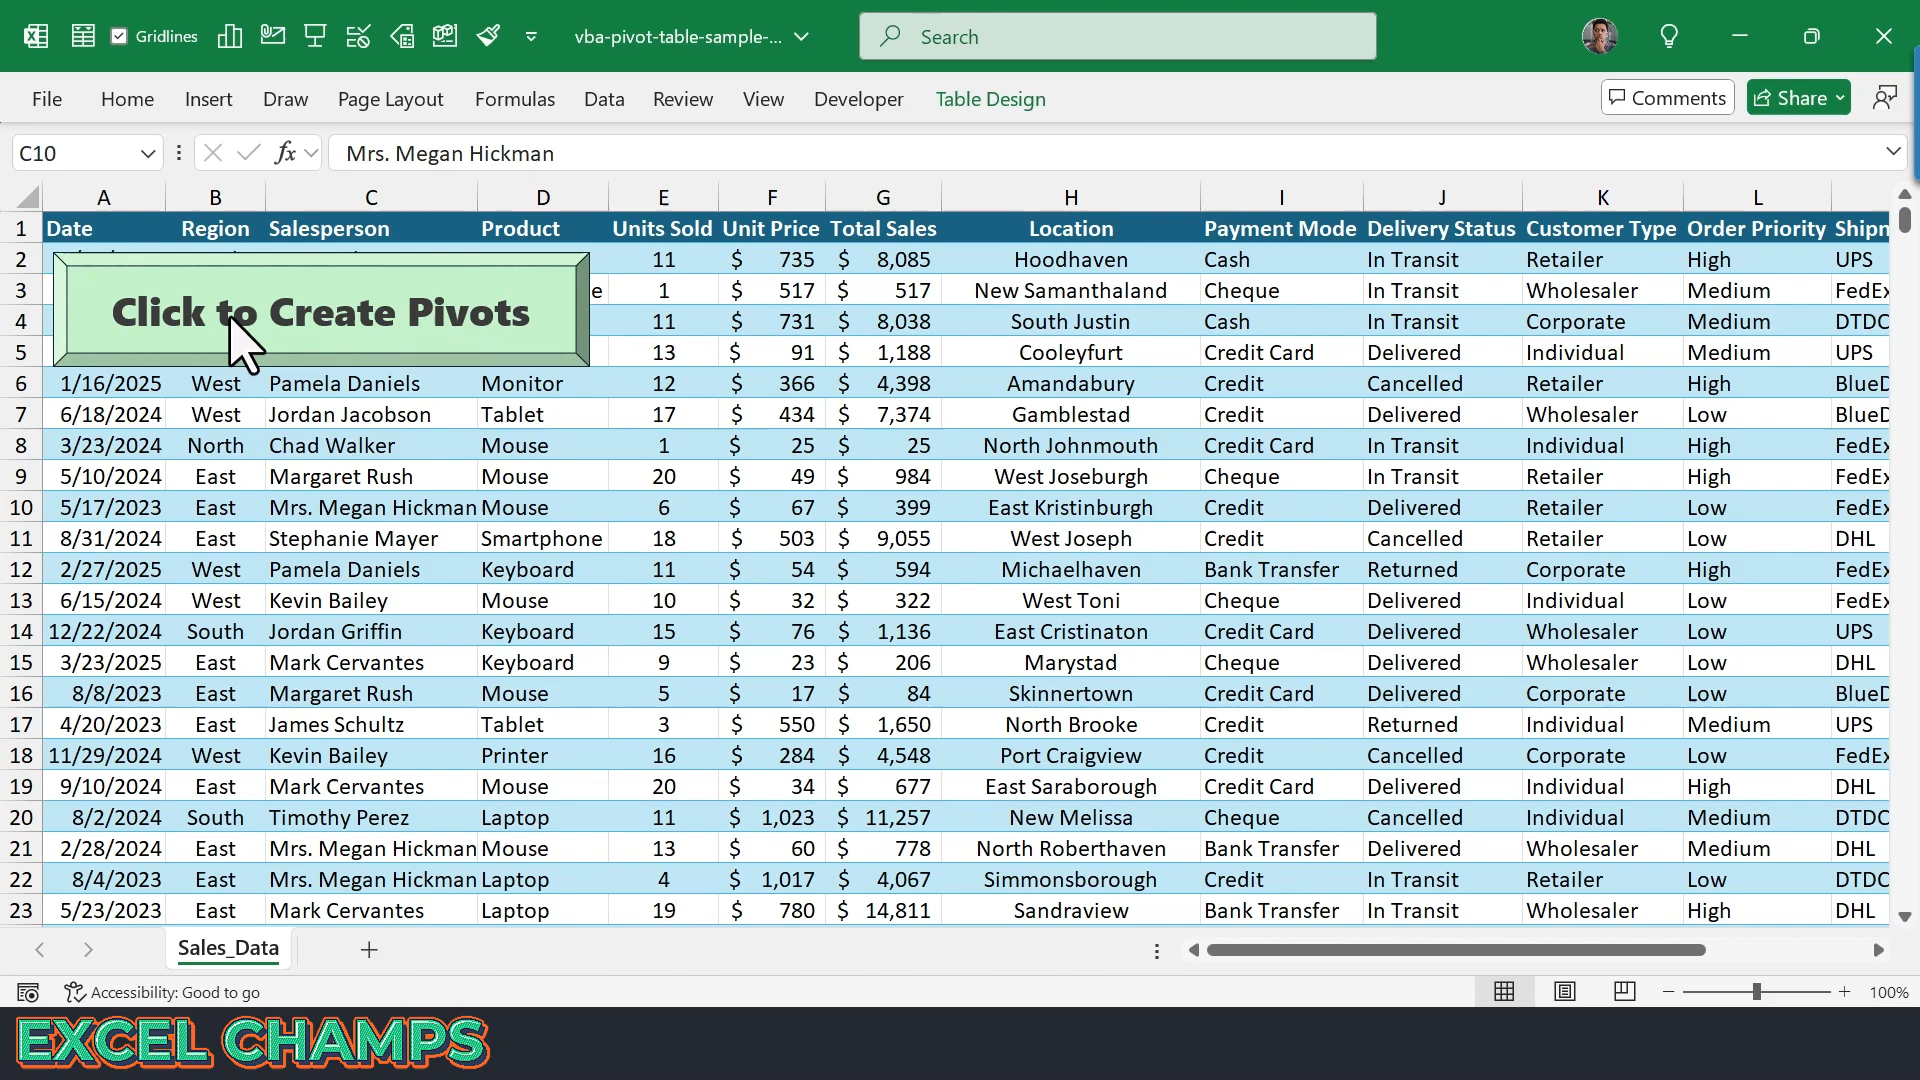 Gridlines vba-pivot-table-sample-... Search
File Home Insert Draw Page Layout Formulas Data Review View Developer Table Design Comments Share
C10 fx Mrs. Megan Hickman
A B C D E F G H I J K L
1 Date Region Salesperson Product Units Sold Unit Price Total Sales Location Payment Mode Delivery Status Customer Type Order Priority Shipn
2 11 $ 735 $ 8,085 Hoodhaven Cash In Transit Retailer High UPS
3 e 1 $ 517 $ 517 New Samanthaland Cheque In Transit Wholesaler Medium FedEx
Click to Create Pivots
4 11 $ 731 $ 8,038 South Justin Cash In Transit Corporate Medium DTDC
5 13 $ 91 $ 1,188 Cooleyfurt Credit Card Delivered Individual Medium UPS
6 1/16/2025 West Pamela Daniels Monitor 12 $ 366 $ 4,398 Amandabury Credit Cancelled Retailer High BlueD
7 6/18/2024 West Jordan Jacobson Tablet 17 $ 434 $ 7,374 Gamblestad Credit Delivered Wholesaler Low BlueD
8 3/23/2024 North Chad Walker Mouse 1 $ 25 $ 25 North Johnmouth Credit Card In Transit Individual High FedEx
9 5/10/2024 East Margaret Rush Mouse 20 $ 49 $ 984 West Joseburgh Cheque In Transit Retailer High FedEx
10 5/17/2023 East Mrs. Megan Hickman Mouse 6 $ 67 $ 399 East Kristinburgh Credit Delivered Retailer Low FedEx
11 8/31/2024 East Stephanie Mayer Smartphone 18 $ 503 $ 9,055 West Joseph Credit Cancelled Retailer Low DHL
12 2/27/2025 West Pamela Daniels Keyboard 11 $ 54 $ 594 Michaelhaven Bank Transfer Returned Corporate High FedEx
13 6/15/2024 West Kevin Bailey Mouse 10 $ 32 $ 322 West Toni Cheque Delivered Individual Low FedEx
14 12/22/2024 South Jordan Griffin Keyboard 15 $ 76 $ 1,136 East Cristinaton Credit Card Delivered Wholesaler Low UPS
15 3/23/2025 East Mark Cervantes Keyboard 9 $ 23 $ 206 Marystad Cheque Delivered Wholesaler Low DHL
16 8/8/2023 East Margaret Rush Mouse 5 $ 17 $ 84 Skinnertown Credit Card Delivered Corporate Low BlueD
17 4/20/2023 East James Schultz Tablet 3 $ 550 $ 1,650 North Brooke Credit Returned Individual Medium UPS
18 11/29/2024 West Kevin Bailey Printer 16 $ 284 $ 4,548 Port Craigview Credit Cancelled Corporate Low FedEx
19 9/10/2024 East Mark Cervantes Mouse 20 $ 34 $ 677 East Saraborough Credit Card Delivered Individual High DHL
20 8/2/2024 South Timothy Perez Laptop 11 $ 1,023 $ 11,257 New Melissa Cheque Cancelled Individual Medium DTDC
21 2/28/2024 East Mrs. Megan Hickman Mouse 13 $ 60 $ 778 North Roberthaven Bank Transfer Delivered Wholesaler Medium DHL
22 8/4/2023 East Mrs. Megan Hickman Laptop 4 $ 1,017 $ 4,067 Simmonsborough Credit In Transit Retailer Low DTDC
23 5/23/2023 East Mark Cervantes Laptop 19 $ 780 $ 14,811 Sandraview Bank Transfer In Transit Wholesaler High DHL
Sales_Data
Accessibility: Good to go 100%
EXCEL CHAMPS